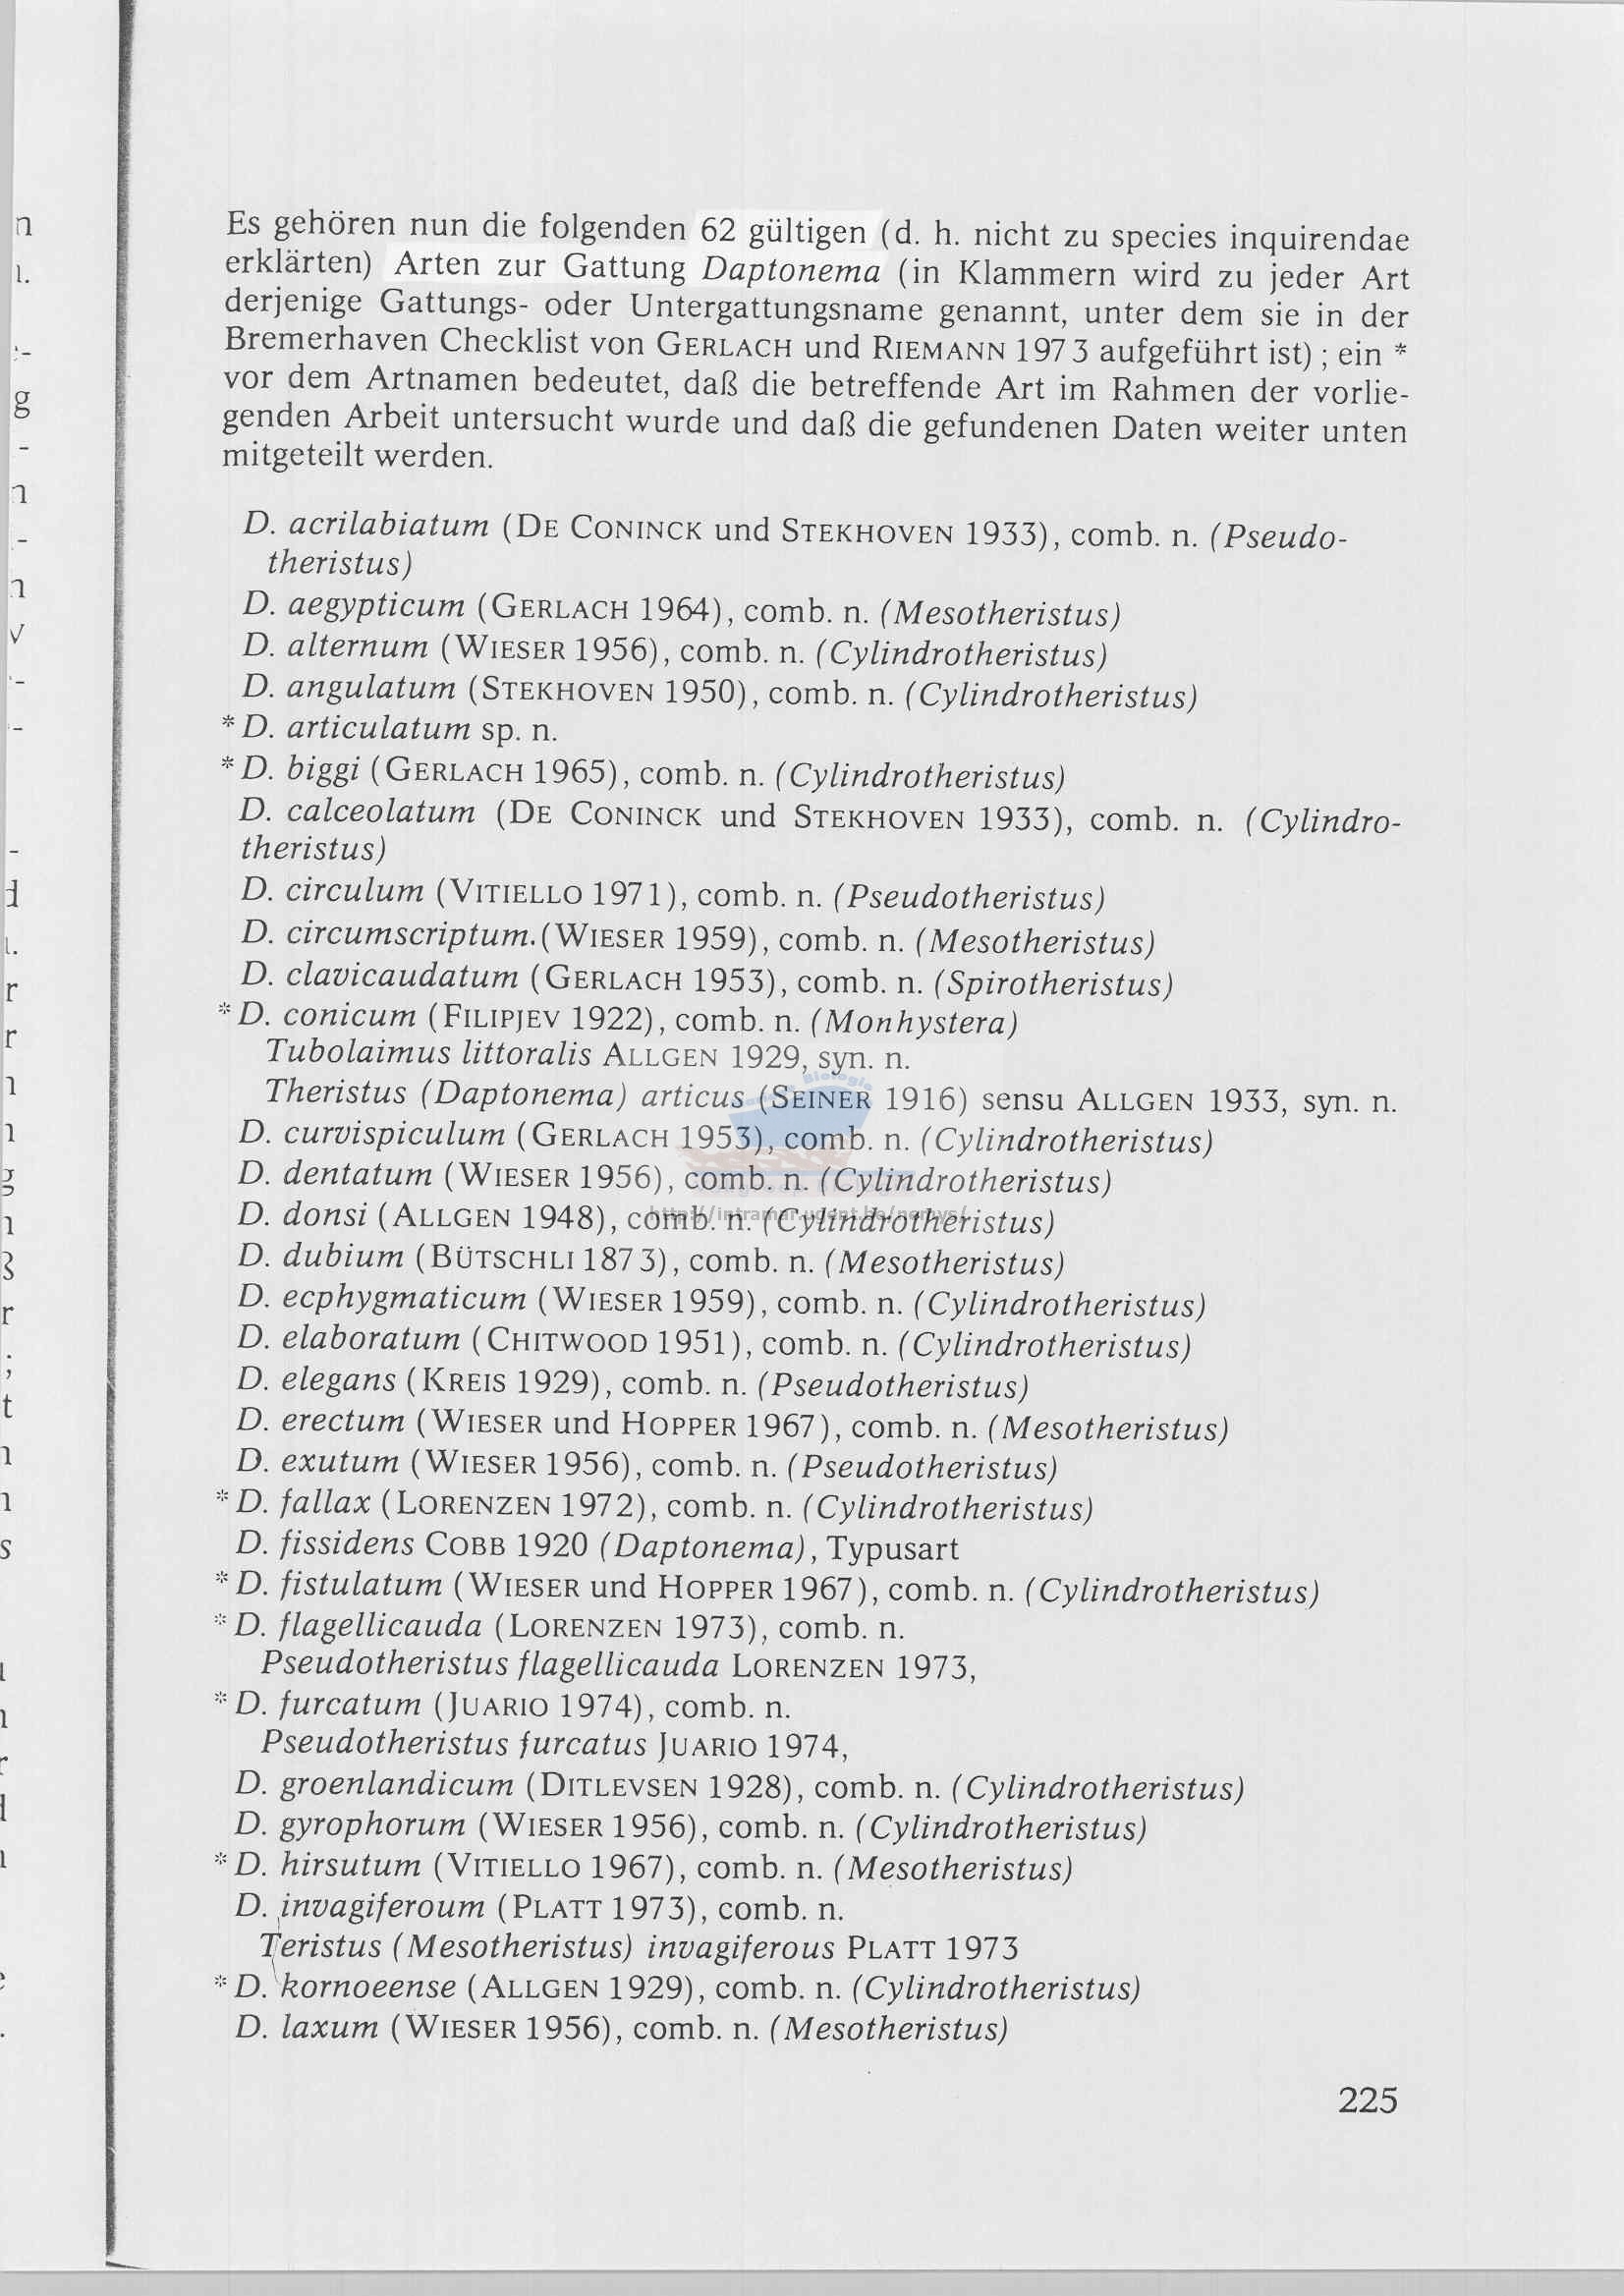 Es gehören nun die folgenden 62 gültigen (d. h. nicht zu species inquirendae
erklärten) Arten zur Gattung Daptonema (in Klammern wird zu jeder Art
derjenige Gattungs- oder Untergattungsname genannt, unter dem sie in der
Bremerhaven Checklist von GERLACH und RIEMANN 1973 aufgeführt ist) ; ein *
vor dem Artnamen bedeutet, daß die betreffende Art im Rahmen der vorlie-
genden Arbeit untersucht wurde und daß die gefundenen Daten weiter unten
mitgeteilt werden.
D. acrilabiatum (DE CONINCK und STEKHOVEN 1933), comb. n. (Pseudo-
theristus)
D. aegypticum (GERLACH 1964), comb. n. (Mesotheristus)
D. alternum (WIESER 1956), comb. n. (Cylindrotheristus)
D. angulatum (STEKHOVEN 1950), comb. n. (Cylindrotheristus)
* D. articulatum sp. n.
* D. biggi (GERLACH 1965), comb. n. (Cylindrotheristus)
D. calceolatum (DE CONINCK und STEKHOVEN 1933), comb. n. (Cylindro-
theristus)
D. circulum (VITIELLO 1971), comb. n. (Pseudotheristus)
D. circumscriptum.(WIESER 1959), comb. n. (Mesotheristus)
D. clavicaudatum (GERLACH 1953), comb. n. (Spirotheristus)
* D. conicum (FILIPJEV 1922), comb. n. (Monhystera)
Tubolaimus littoralis ALLGEN 1929, syn. n.
Theristus (Daptonema) articus (SEINER 1916) sensu ALLGEN 1933, syn. n.
D. curvispiculum (GERLACH 1953), comb. n. (Cylindrotheristus)
D. dentatum (WIESER 1956), comb. n. (Cylindrotheristus)
D. donsi (ALLGEN 1948), comb. n. (Cylindrotheristus)
http://intramar.ugent.be/nemys/
D. dubium (BÜTSCHLI 1873), comb. n. (Mesotheristus)
D. ecphygmaticum (WIESER 1959), comb. n. (Cylindrotheristus)
D. elaboratum (CHITWOOD 1951), comb. n. (Cylindrotheristus)
D. elegans (KREIS 1929), comb. n. (Pseudotheristus)
D. erectum (WIESER und HOPPER 1967), comb. n. (Mesotheristus)
D. exutum (WIESER 1956), comb. n. (Pseudotheristus)
* D. fallax (LORENZEN 1972), comb. n. (Cylindrotheristus)
D. fissidens COBB 1920 (Daptonema), Typusart
* D. fistulatum (WIESER und HOPPER 1967), comb. n. (Cylindrotheristus)
* D. flagellicauda (LORENZEN 1973), comb. n.
Pseudotheristus flagellicauda LORENZEN 1973,
* D. furcatum (JUARIO 1974), comb. n.
Pseudotheristus furcatus JUARIO 1974,
D. groenlandicum (DITLEVSEN 1928), comb. n. (Cylindrotheristus)
D. gyrophorum (WIESER 1956), comb. n. (Cylindrotheristus)
* D. hirsutum (VITIELLO 1967), comb. n. (Mesotheristus)
D. invagiferoum (PLATT 1973), comb. n.
Teristus (Mesotheristus) invagiferous PLATT 1973
* D. kornoeense (ALLGEN 1929), comb. n. (Cylindrotheristus)
D. laxum (WIESER 1956), comb. n. (Mesotheristus)
225